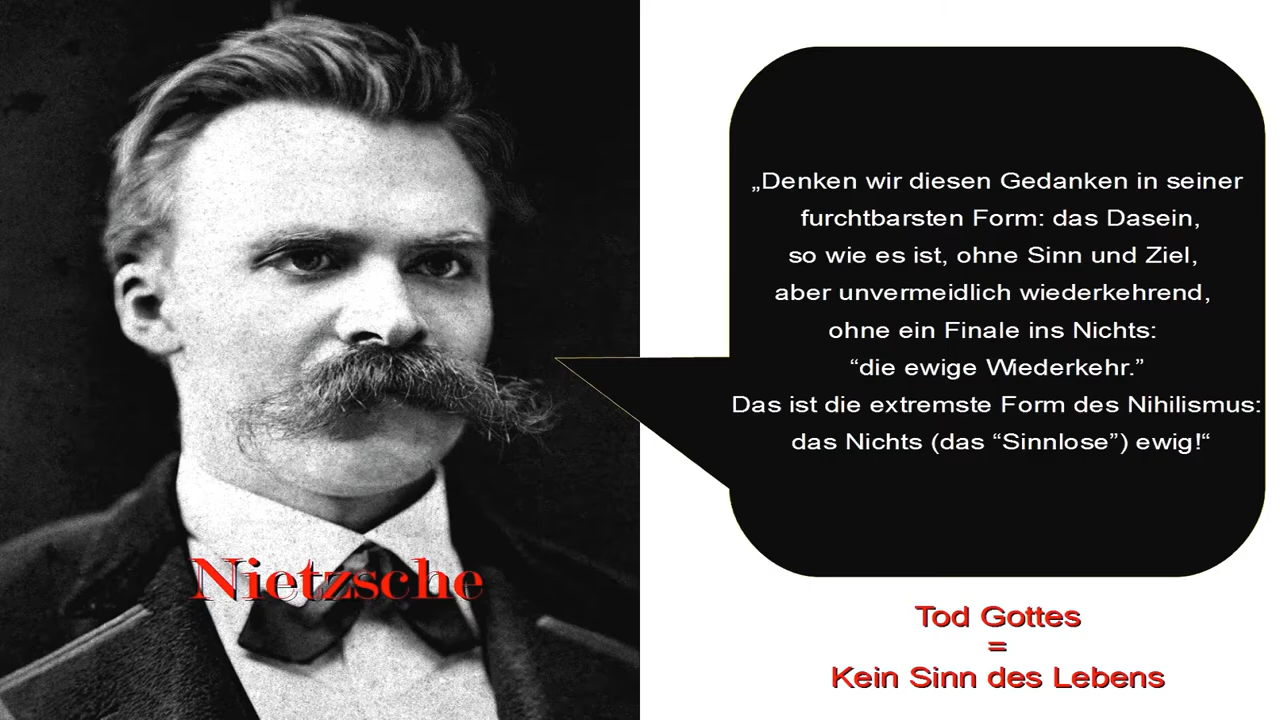 Nietzsche
„Denken wir diesen Gedanken in seiner
furchtbarsten Form: das Dasein,
so wie es ist, ohne Sinn und Ziel,
aber unvermeidlich wiederkehrend,
ohne ein Finale ins Nichts:
“die ewige Wiederkehr.”
Das ist die extremste Form des Nihilismus:
das Nichts (das “Sinnlose”) ewig!“
Tod Gottes
=
Kein Sinn des Lebens